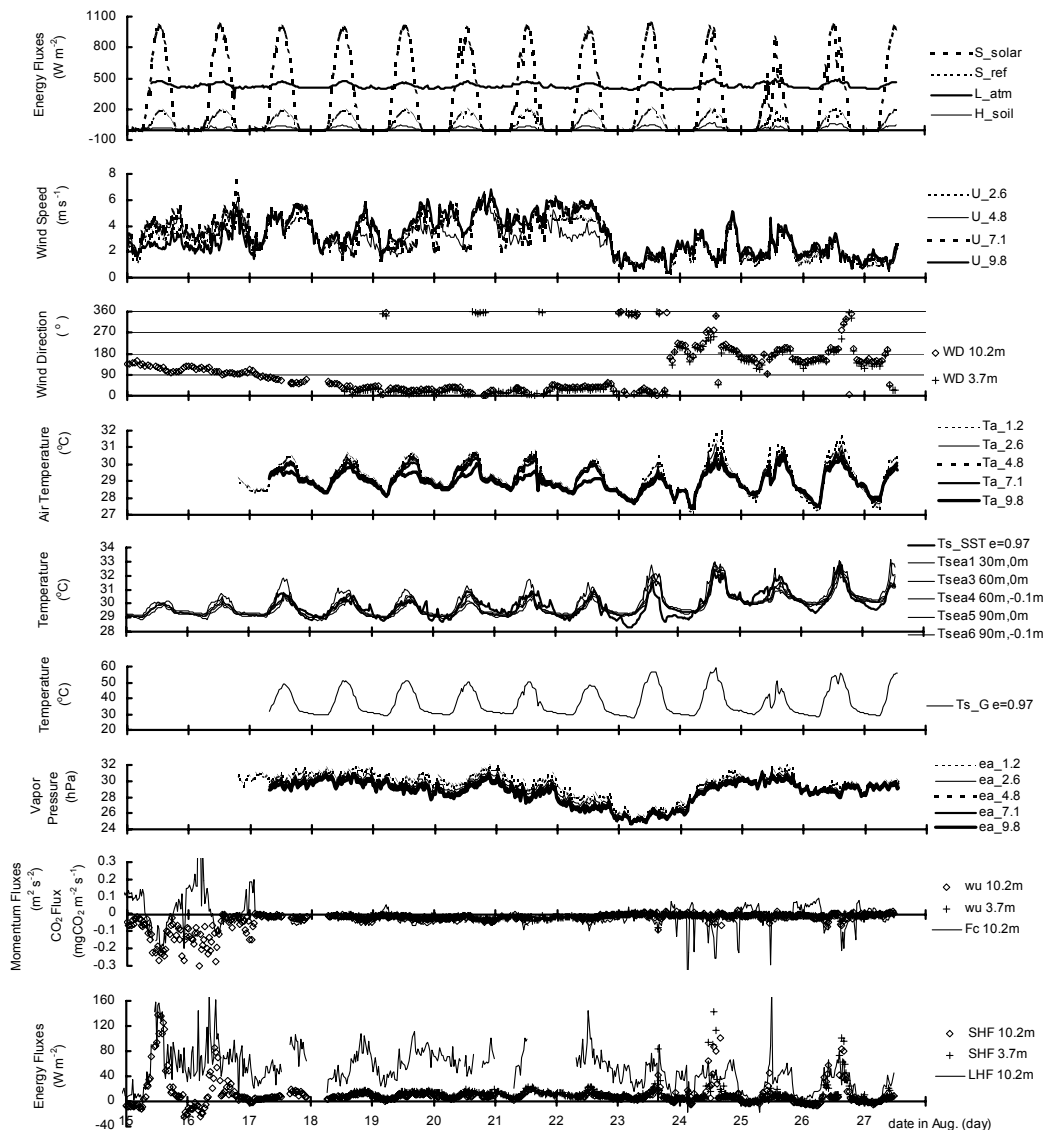 Energy Fluxes
(W m-2)
1100
800
500
200
-100
S_solar
S_ref
L_atm
H_soil
Wind Speed
(m s-1)
8
6
4
2
0
U_2.6
U_4.8
U_7.1
U_9.8
Wind Direction
( o )
360
270
180
90
0
WD 10.2m
WD 3.7m
Air Temperature
(oC)
32
31
30
29
28
27
Ta_1.2
Ta_2.6
Ta_4.8
Ta_7.1
Ta_9.8
Temperature
(oC)
34
33
32
31
30
29
28
Ts_SST e=0.97
Tsea1 30m,0m
Tsea3 60m,0m
Tsea4 60m,-0.1m
Tsea5 90m,0m
Tsea6 90m,-0.1m
Temperature
(oC)
60
50
40
30
20
Ts_G e=0.97
Vapor
Pressure
(hPa)
32
30
28
26
24
ea_1.2
ea_2.6
ea_4.8
ea_7.1
ea_9.8
Momentum Fluxes
(m2 s-2)
CO2 Flux
(mgCO2 m-2 s-1)
0.3
0.2
0.1
0
-0.1
-0.2
-0.3
wu 10.2m
wu 3.7m
Fc 10.2m
Energy Fluxes
(W m-2)
160
120
80
40
0
-40
SHF 10.2m
SHF 3.7m
LHF 10.2m
15 16 17 18 19 20 21 22 23 24 25 26 27 date in Aug. (day)